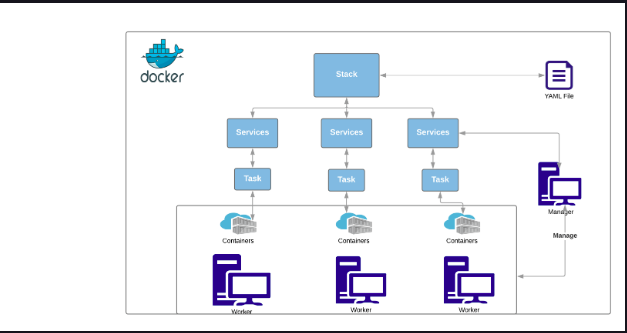 docker
Stack
YAML File
Services
Services
Services
Task
Task
Task
Manager
Manage
Containers
Containers
Containers
Worker
Worker
Worker